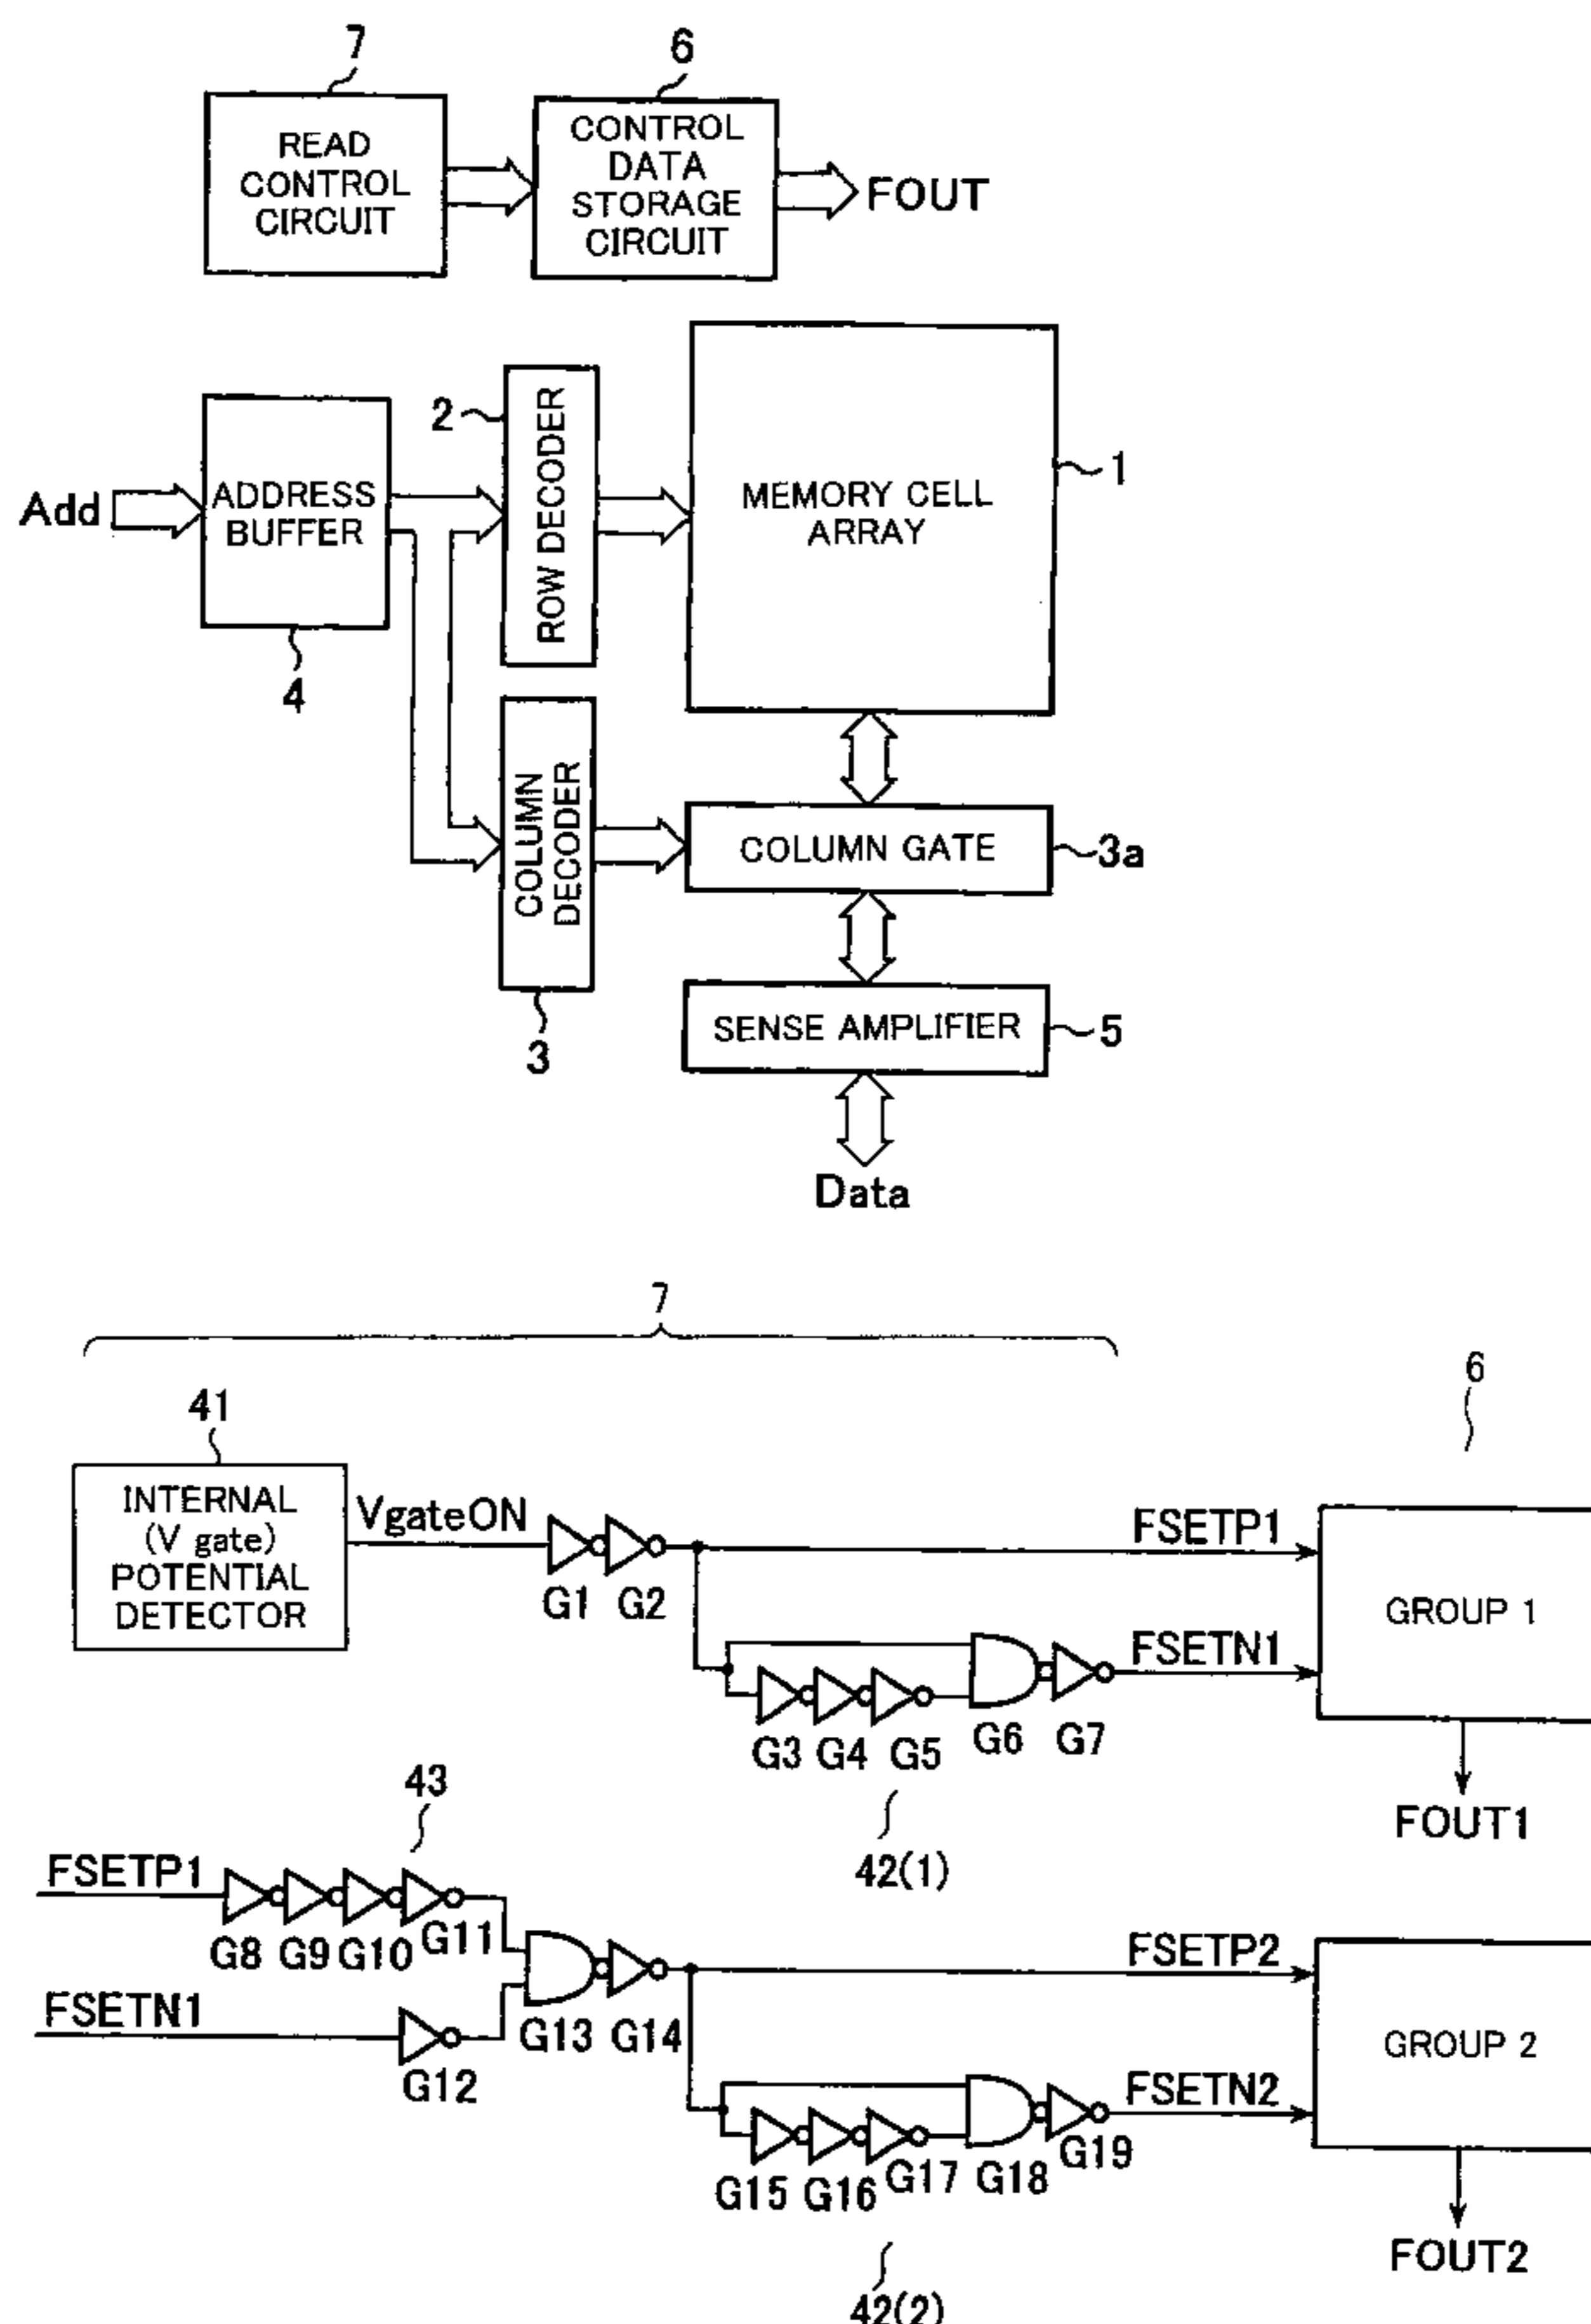 7
6
READ
CONTROL
CIRCUIT
CONTROL
DATA
STORAGE
CIRCUIT
FOUT
2
ROW DECODER
MEMORY CELL
ARRAY
1
Add
ADDRESS
BUFFER
4
COLUMN
DECODER
3
COLUMN GATE
3a
SENSE AMPLIFIER
5
Data
7
6
41
INTERNAL
(V gate)
POTENTIAL
DETECTOR
VgateON
G1
G2
FSETP1
FSETN1
GROUP 1
G3
G4
G5
G6
G7
42(1)
FOUT1
43
FSETP1
G8
G9
G10
G11
FSETN1
G12
G13
G14
FSETP2
FSETN2
GROUP 2
G15
G16
G17
G18
G19
42(2)
FOUT2